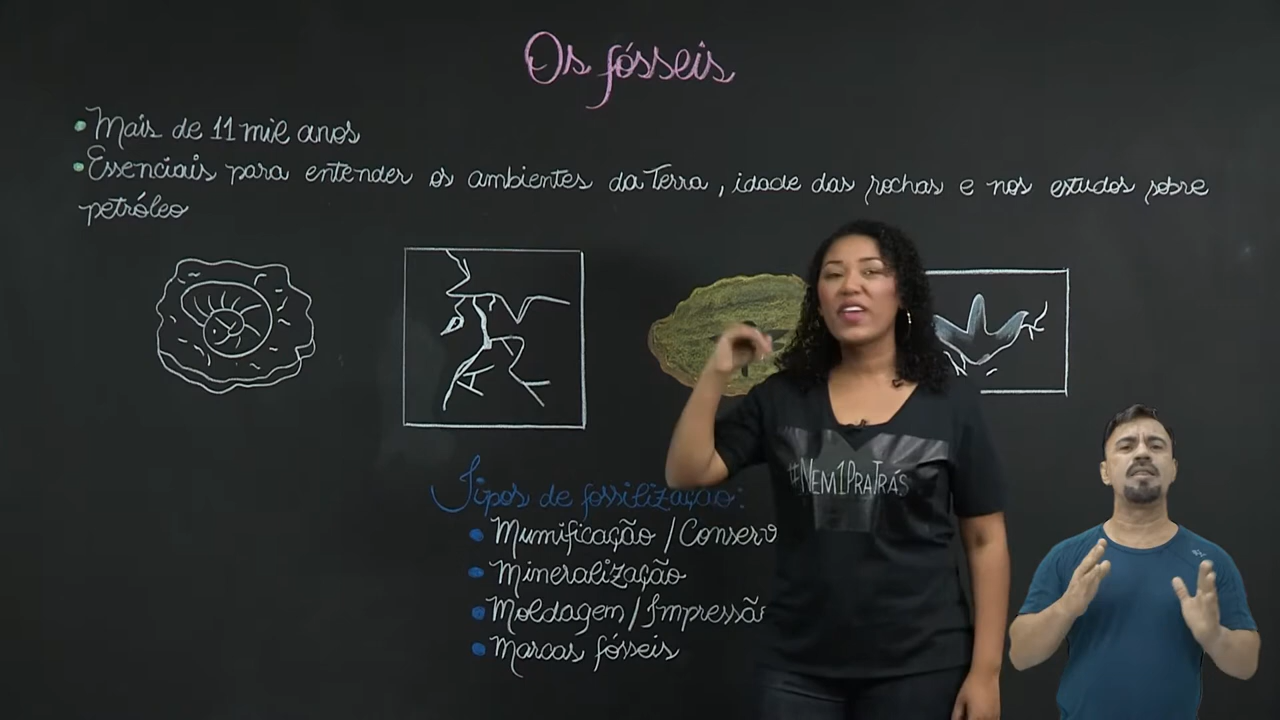 Os fósseis
• Mais de 11 mil anos
• Essenciais para entender os ambientes da Terra, idade das rochas e nos estudos sobre
petróleo
#NEM1PRATRÁS
Tipos de fossilização:
• Mumificação / Conserv
• Mineralização
• Moldagem / Impressã
• Marcas fósseis